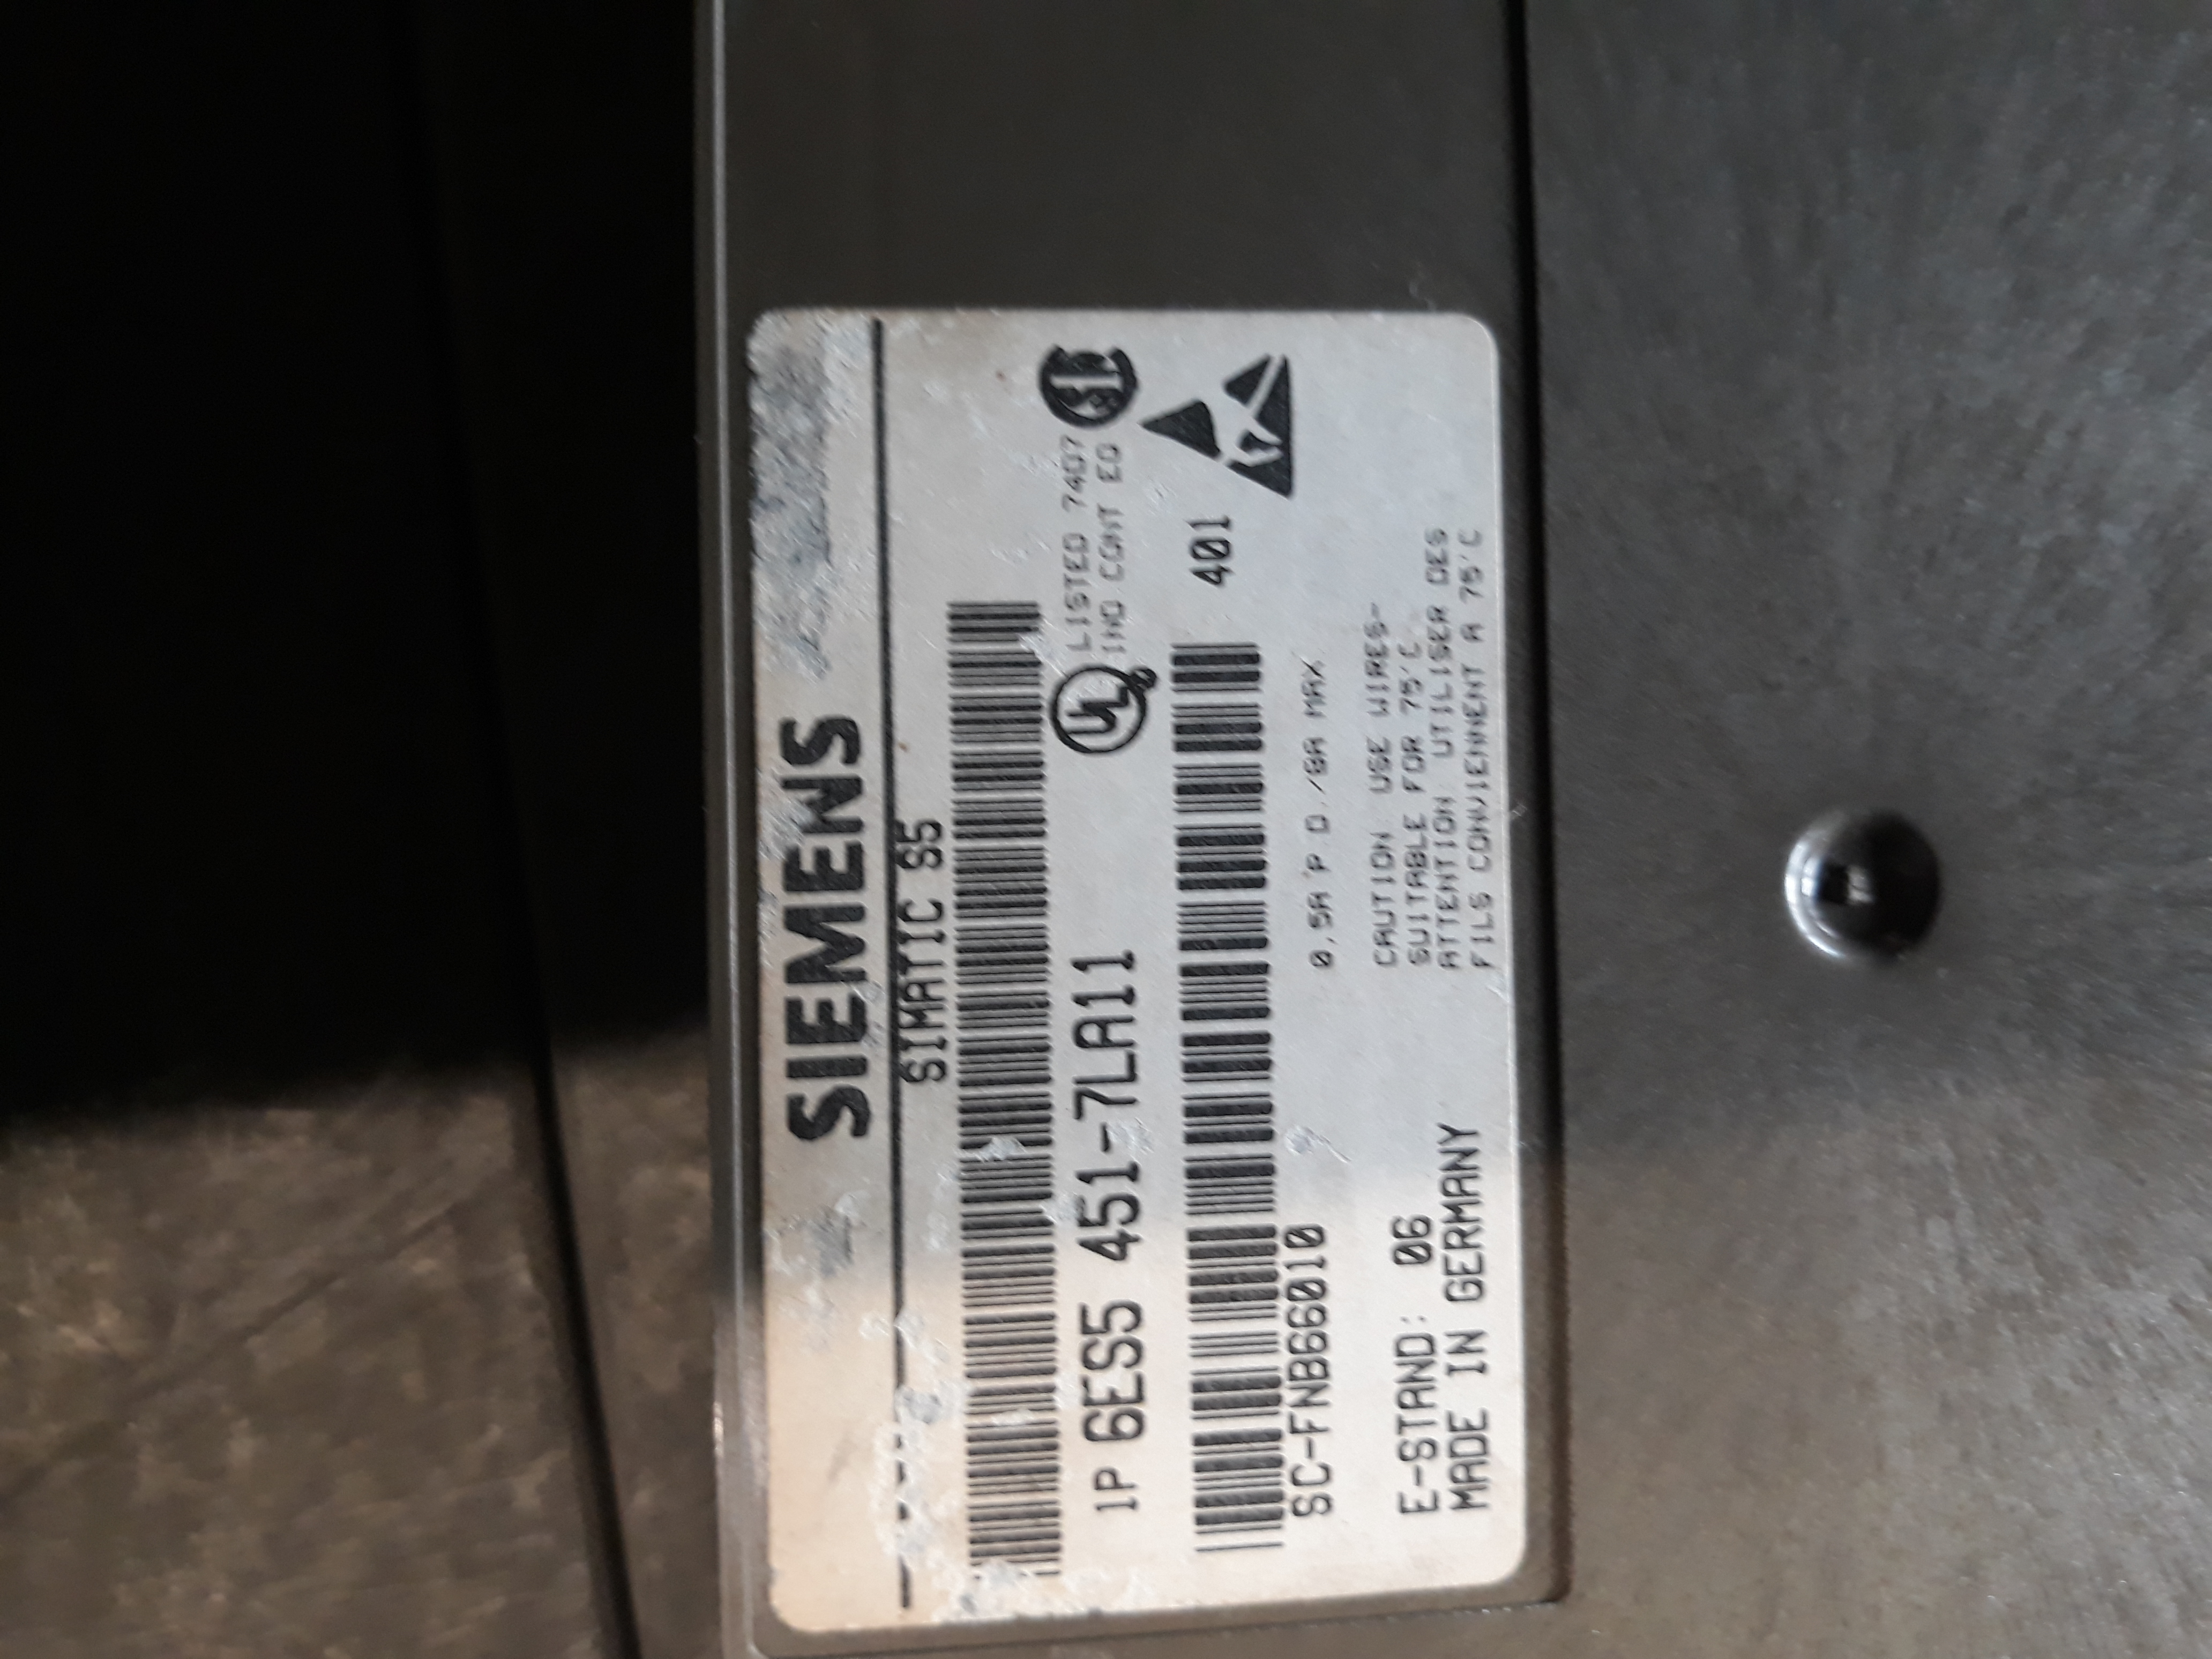 SIEMENS
SIMATIC S5
1P 6ES5 451-7LA11
UL LISTED 7407
IND CONT EQ
401
SC-FNB66010
0,5A P.D./8A MAX
CAUTION USE WIRES-
SUITABLE FOR 75'C
ATTENTION UTILISER DES
FILS CONVIENNENT A 75'C
E-STAND: 06
MADE IN GERMANY